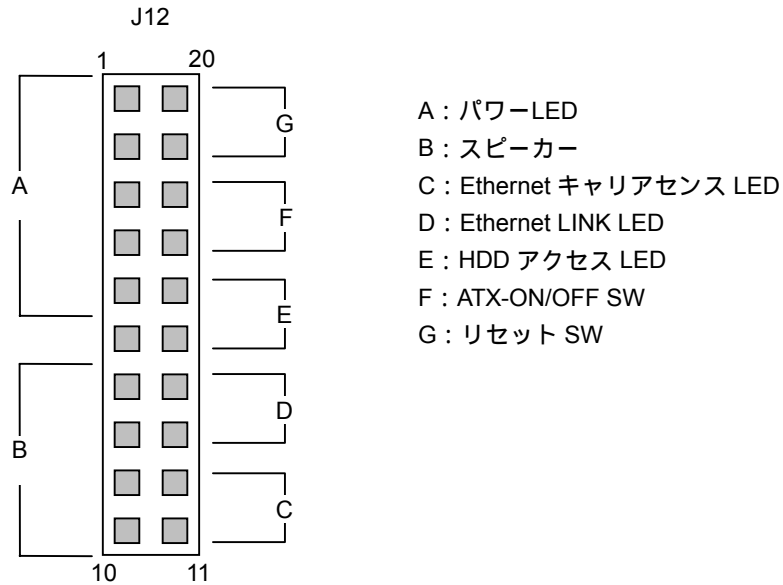 J12
1 20
A
B
G
F
E
D
C
10 11
A：パワーLED
B：スピーカー
C：Ethernet キャリアセンス LED
D：Ethernet LINK LED
E：HDD アクセス LED
F：ATX-ON/OFF SW
G：リセット SW